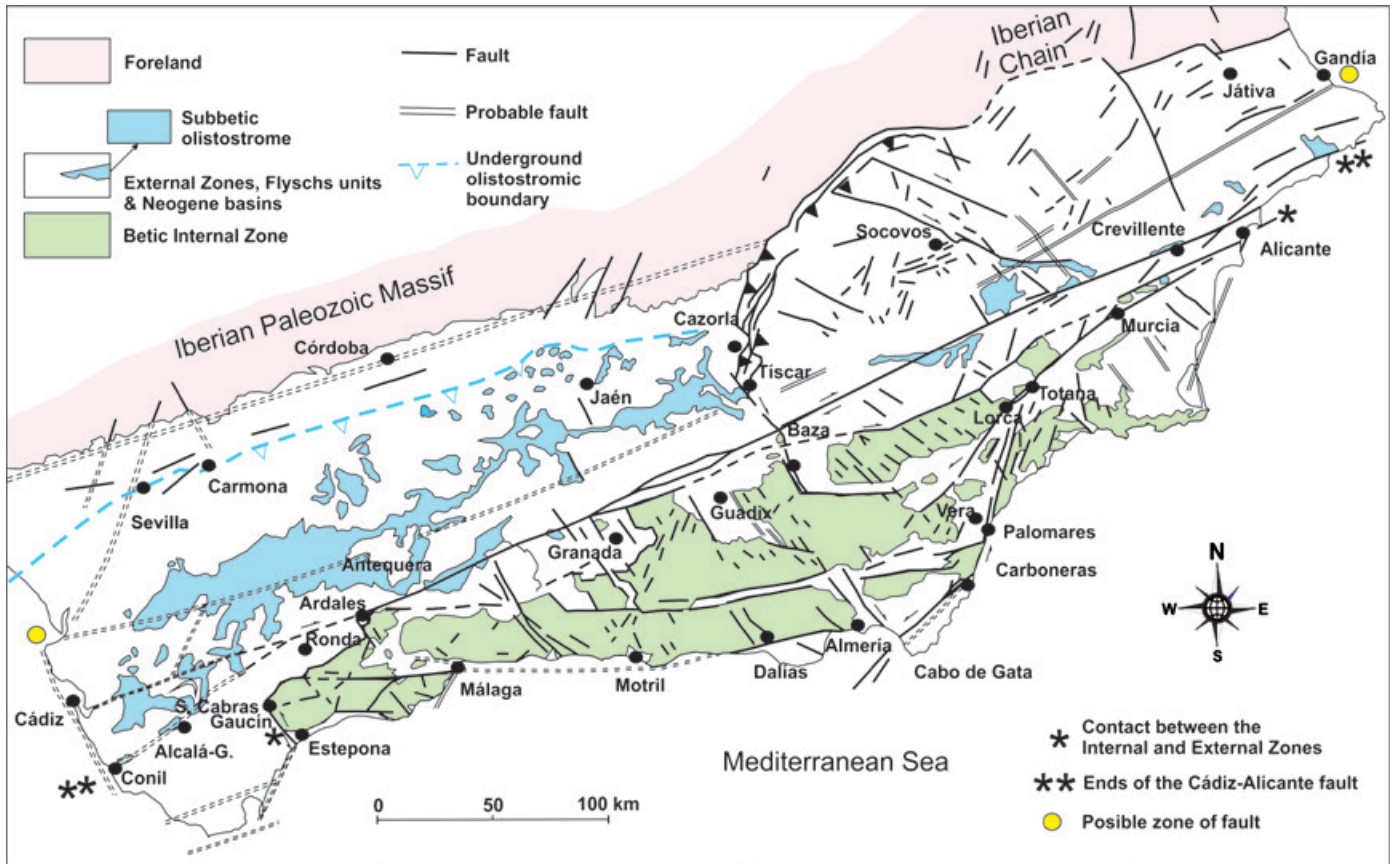 Foreland
Subbetic
olistostrome
External Zones, Flyschs units
& Neogene basins
Betic Internal Zone
Fault
Probable fault
Underground
olistostromic
boundary
Iberian
Chain
Iberian Paleozoic Massif
Gandía
Játiva
Socovos
Crevillente
Alicante
Murcia
Cazorla
Córdoba
Tíscar
Jaén
Totana
Lorca
Baza
Carmona
Sevilla
Guadix
Vera
Palomares
Granada
Antequera
Carboneras
Ardales
Ronda
Almería
Cabo de Gata
Dalías
Motril
Málaga
Cádiz
S. Cabras
Gaucín
Alcalá-G.
Estepona
Conil
Mediterranean Sea
N
W
E
S
0
50
100 km
Contact between the
Internal and External Zones
Ends of the Cádiz-Alicante fault
Posible zone of fault